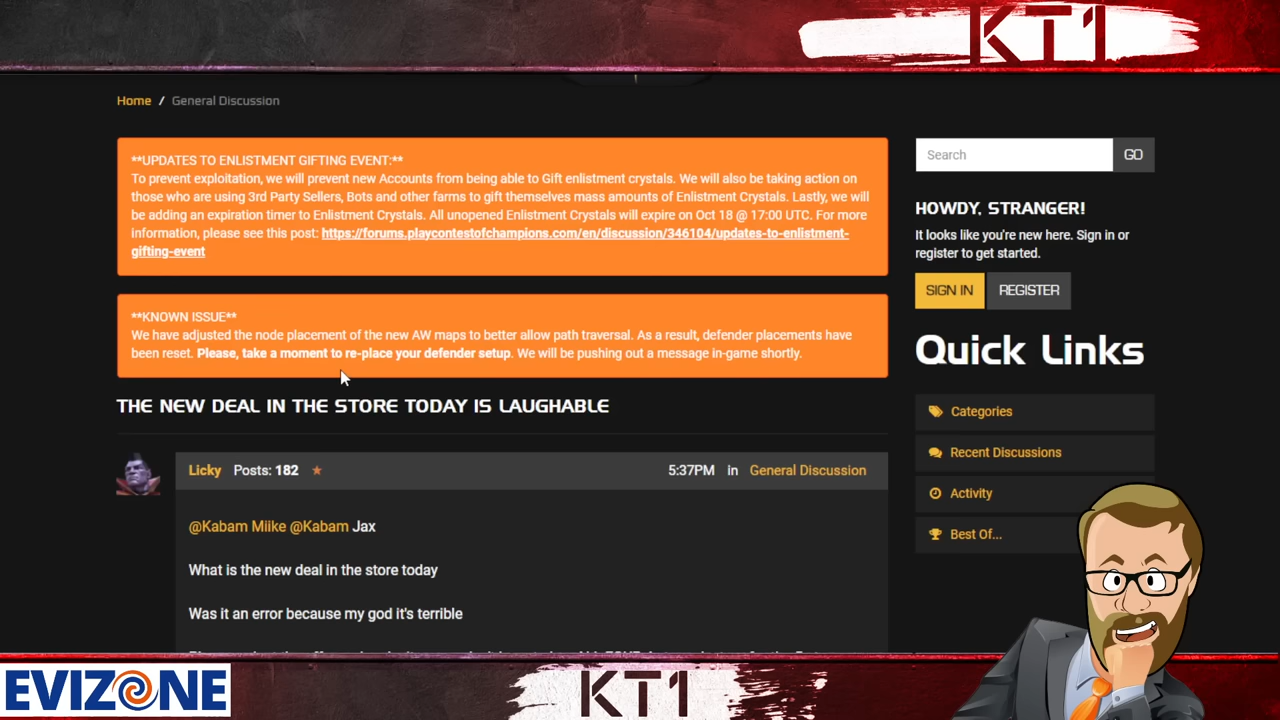 KT1
Home / General Discussion
**UPDATES TO ENLISTMENT GIFTING EVENT:**
To prevent exploitation, we will prevent new Accounts from being able to Gift enlistment crystals. We will also be taking action on
those who are using 3rd Party Sellers, Bots and other farms to gift themselves mass amounts of Enlistment Crystals. Lastly, we will
be adding an expiration timer to Enlistment Crystals. All unopened Enlistment Crystals will expire on Oct 18 @ 17:00 UTC. For more
information, please see this post: https://forums.playcontestofchampions.com/en/discussion/346104/updates-to-enlistment-
gifting-event
**KNOWN ISSUE**
We have adjusted the node placement of the new AW maps to better allow path traversal. As a result, defender placements have
been reset. Please, take a moment to re-place your defender setup. We will be pushing out a message in-game shortly.
THE NEW DEAL IN THE STORE TODAY IS LAUGHABLE
Licky Posts: 182 5:37PM in General Discussion
@Kabam Miike @Kabam Jax
What is the new deal in the store today
Was it an error because my god it's terrible
Search GO
HOWDY, STRANGER!
It looks like you're new here. Sign in or
register to get started.
SIGN IN REGISTER
Quick Links
Categories
Recent Discussions
Activity
Best Of...
EVIZONE
KT1